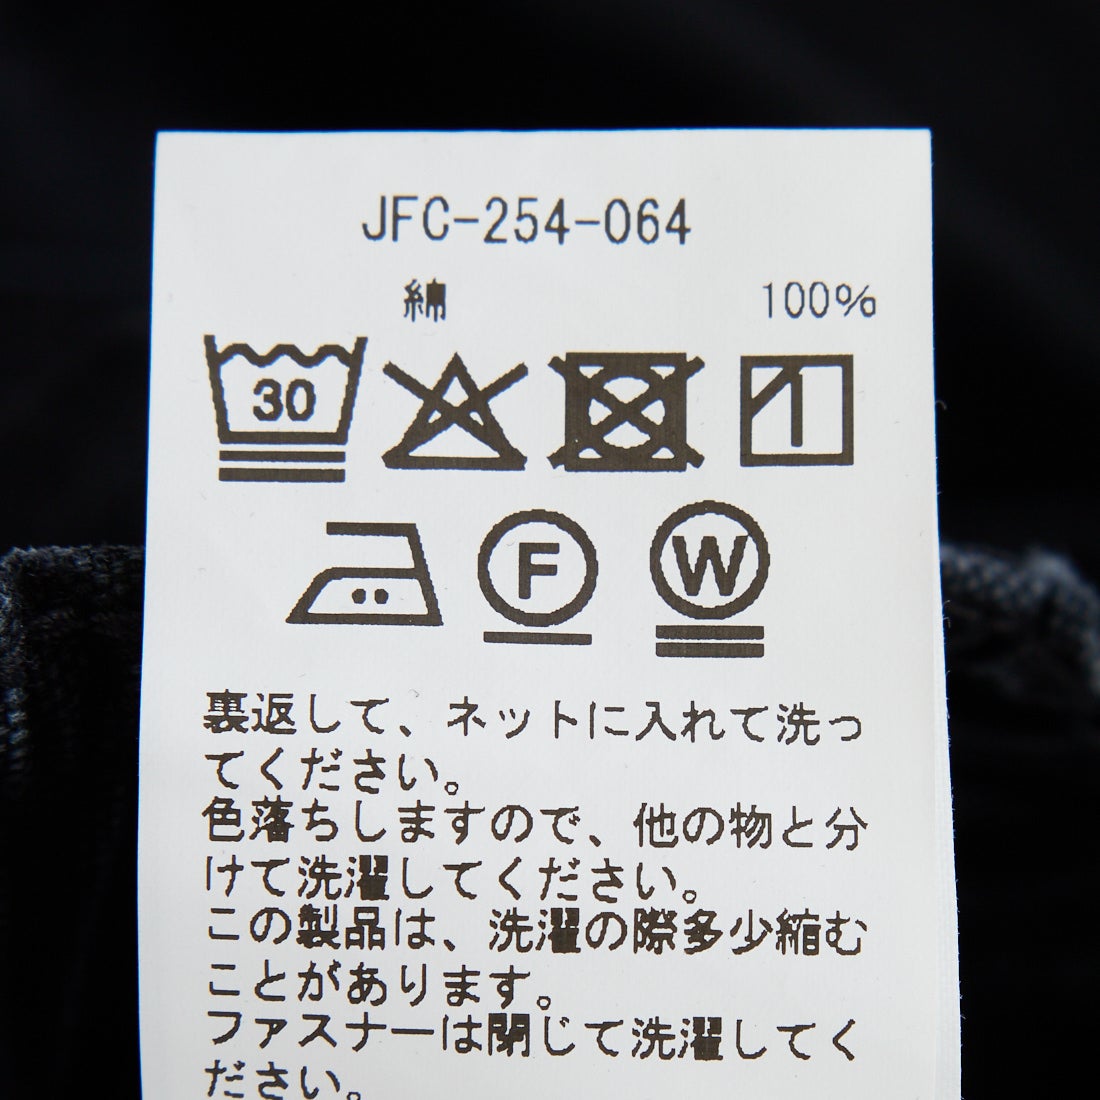 JFC-254-064
綿 100%
30
F W
裏返して、ネットに入れて洗っ
てください。
色落ちしますので、他の物と分
けて洗濯してください。
この製品は、洗濯の際多少縮む
ことがあります。
ファスナーは閉じて洗濯してく
ださい。